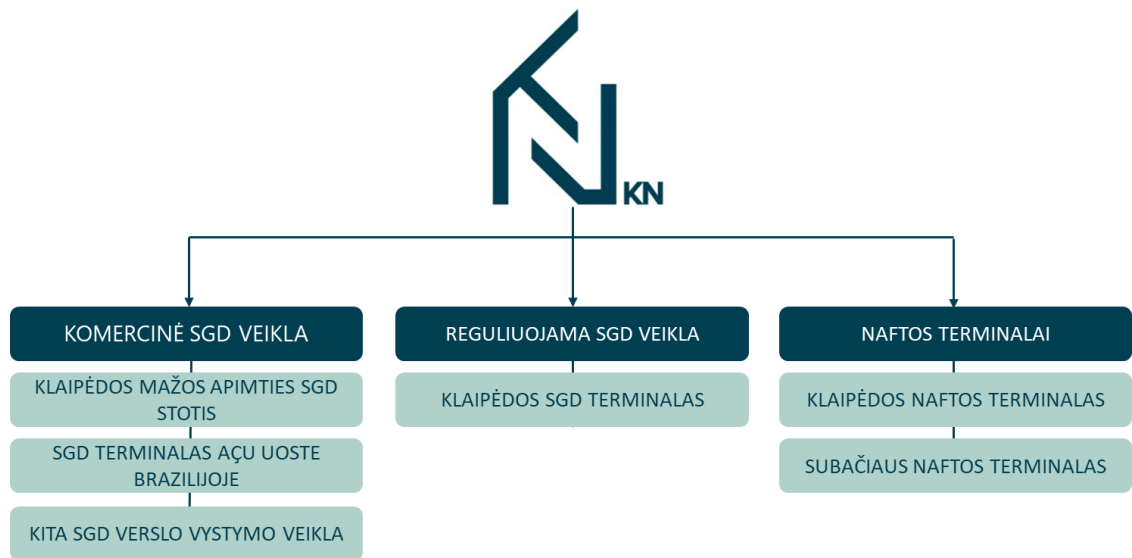 KN
KOMERCINĖ SGD VEIKLA
KLAIPĖDOS MAŽOS APIMTIES SGD
STOTIS
SGD TERMINALAS AÇU UOSTE
BRAZILIJOJE
KITA SGD VERSLO VYSTYMO VEIKLA
REGULIUOJAMA SGD VEIKLA
KLAIPĖDOS SGD TERMINALAS
NAFTOS TERMINALAI
KLAIPĖDOS NAFTOS TERMINALAS
SUBAČIAUS NAFTOS TERMINALAS